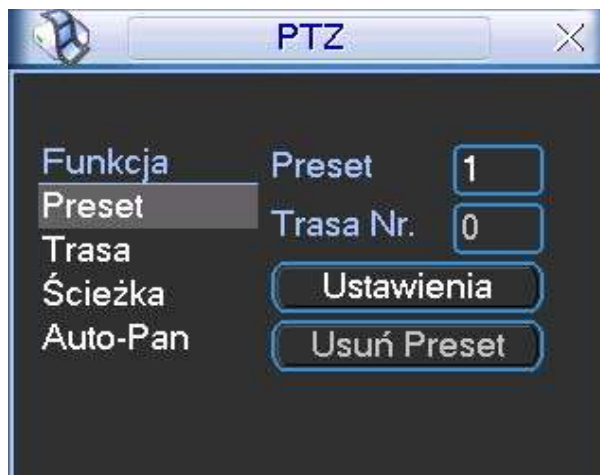 PTZ
Funkcja
Preset
Trasa
Ścieżka
Auto-Pan
Preset 1
Trasa Nr. 0
Ustawienia
Usuń Preset